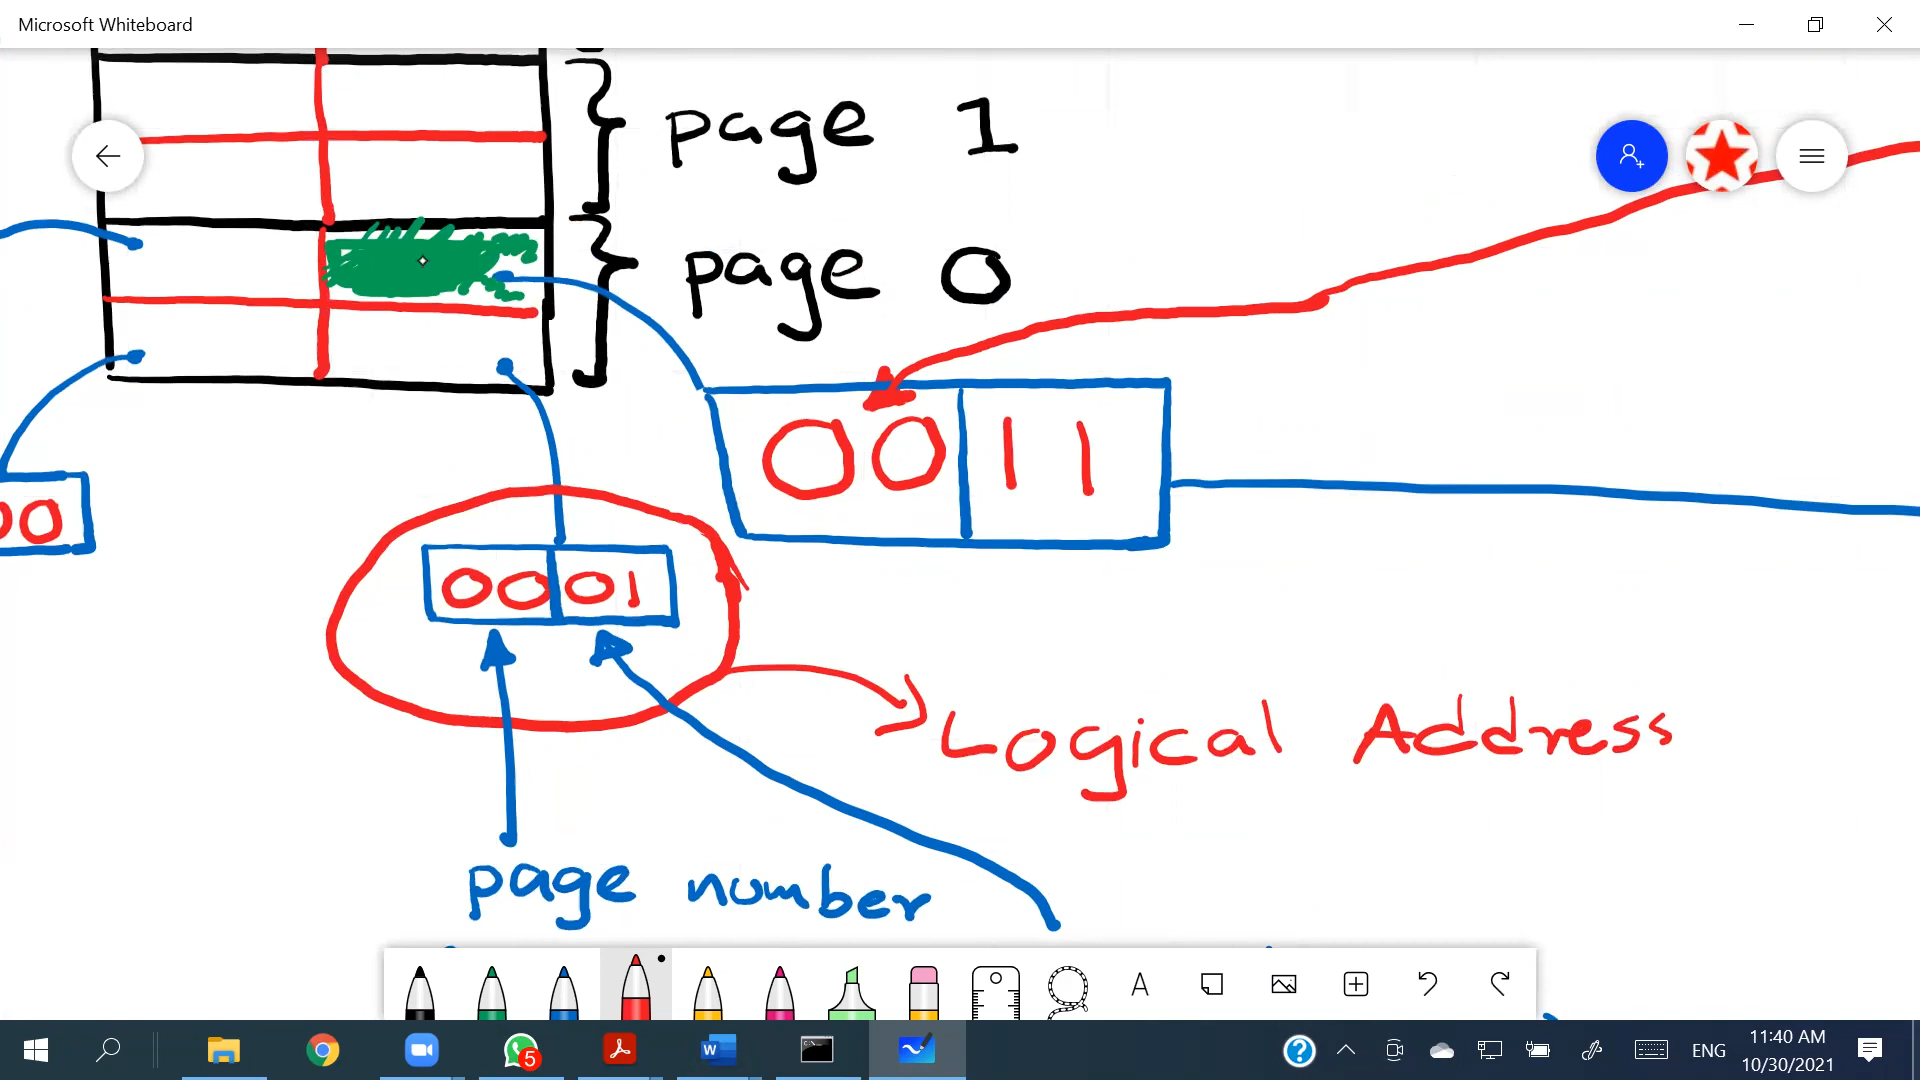 Microsoft Whiteboard
page 1
page 0
00 11
00
00 01
Logical Address
page number
A
5
W
?
ENG
11:40 AM
10/30/2021